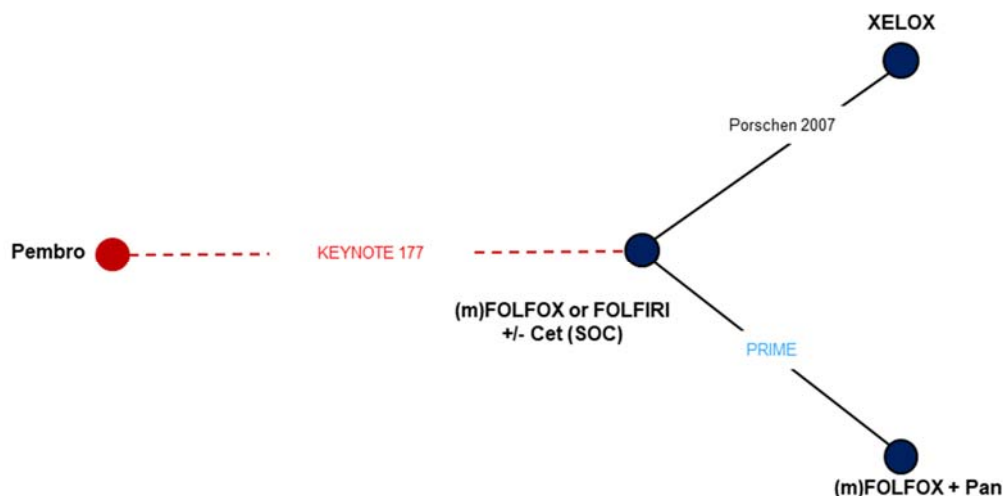 XELOX
Porschen 2007
Pembro
KEYNOTE 177
(m)FOLFOX or FOLFIRI
+/- Cet (SOC)
PRIME
(m)FOLFOX + Pan